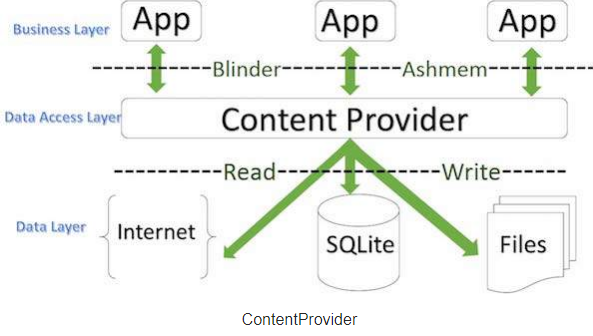 Business Layer App App App
Blinder Ashmem
Data Access Layer Content Provider
Read Write
Data Layer Internet SQLite Files
ContentProvider